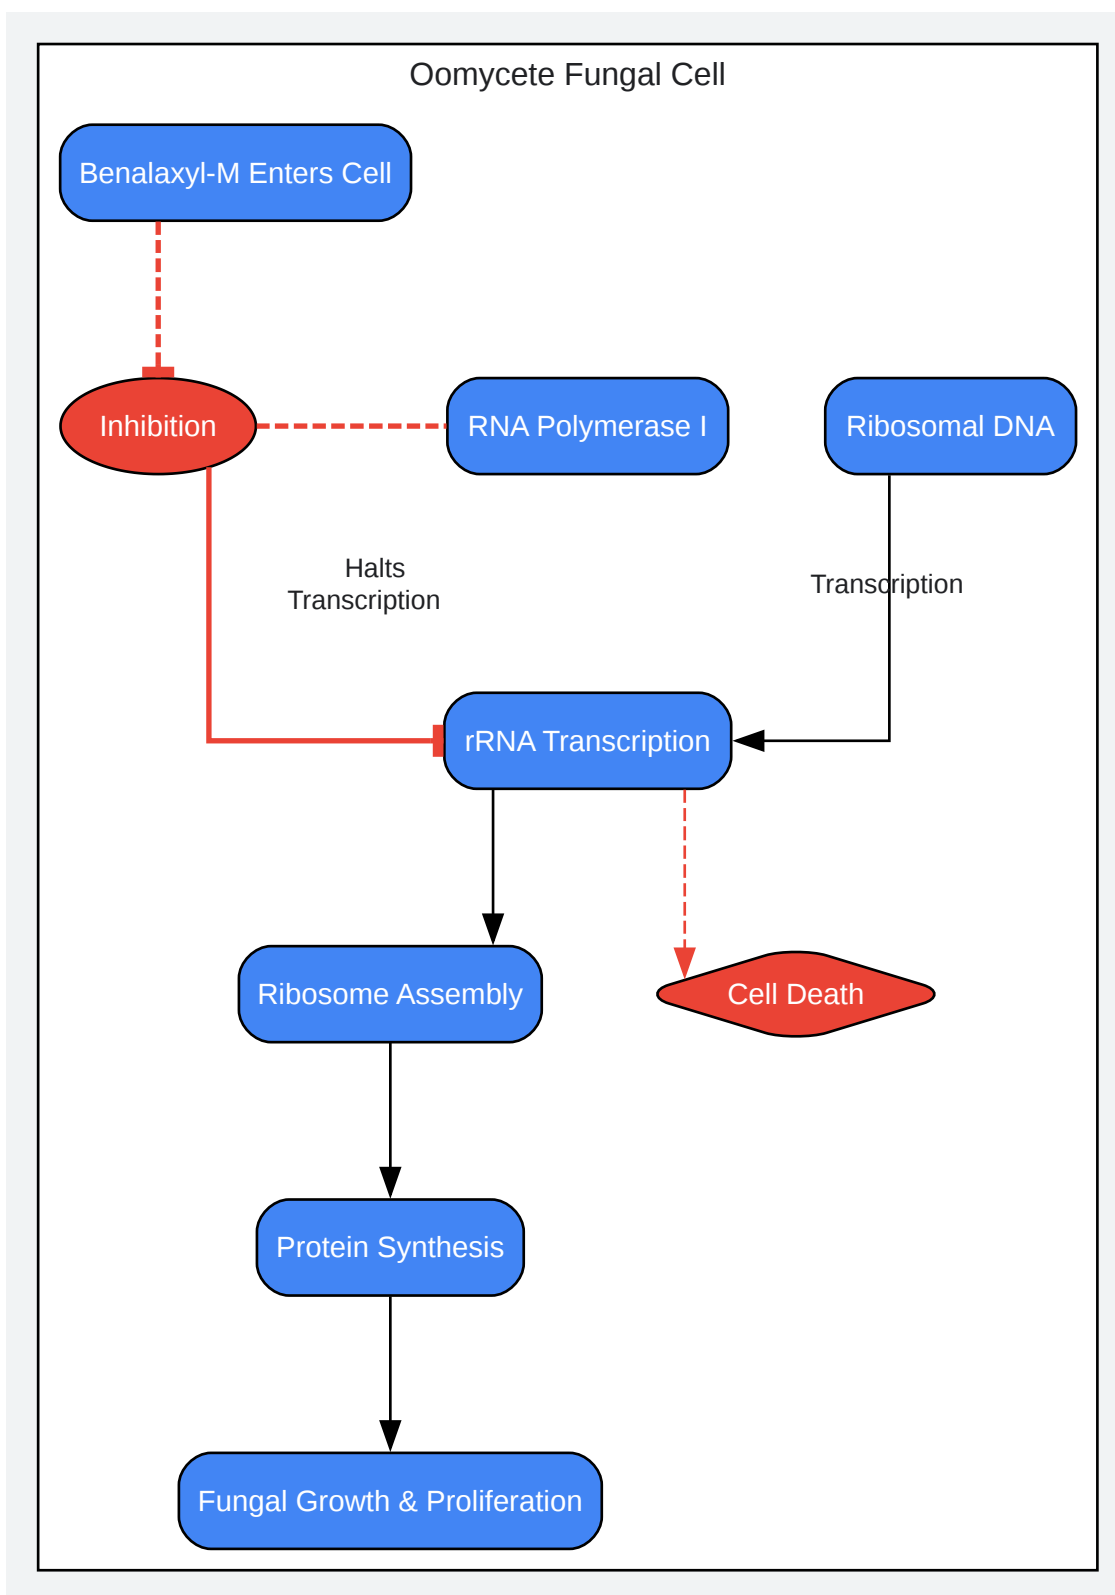 Oomycete Fungal Cell
Benalaxyl-M Enters Cell
Inhibition
RNA Polymerase I
Ribosomal DNA
Halts
Transcription
Transcription
rRNA Transcription
Ribosome Assembly
Cell Death
Protein Synthesis
Fungal Growth & Proliferation